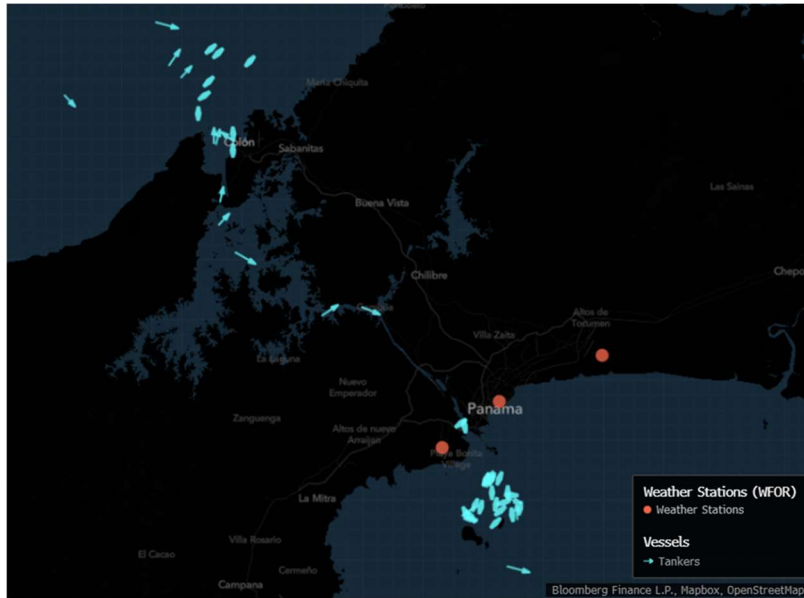 María Chiquita
Colón
Sabanitas
Las Sainas
Buena Vista
Chepo
Chilibre
Gamboa
Altos de
Tocumen
Villa Zaita
La Laguna
Nuevo
Emperador
Panama
Zanguenga
Altos de nuevo
Arraijan
Playa Bonita
Village
La Mitra
Villa Rosario
El Cacao
Cermeño
Campana
Weather Stations (WFOR)
Weather Stations
Vessels
Tankers
Bloomberg Finance L.P., Mapbox, OpenStreetMap